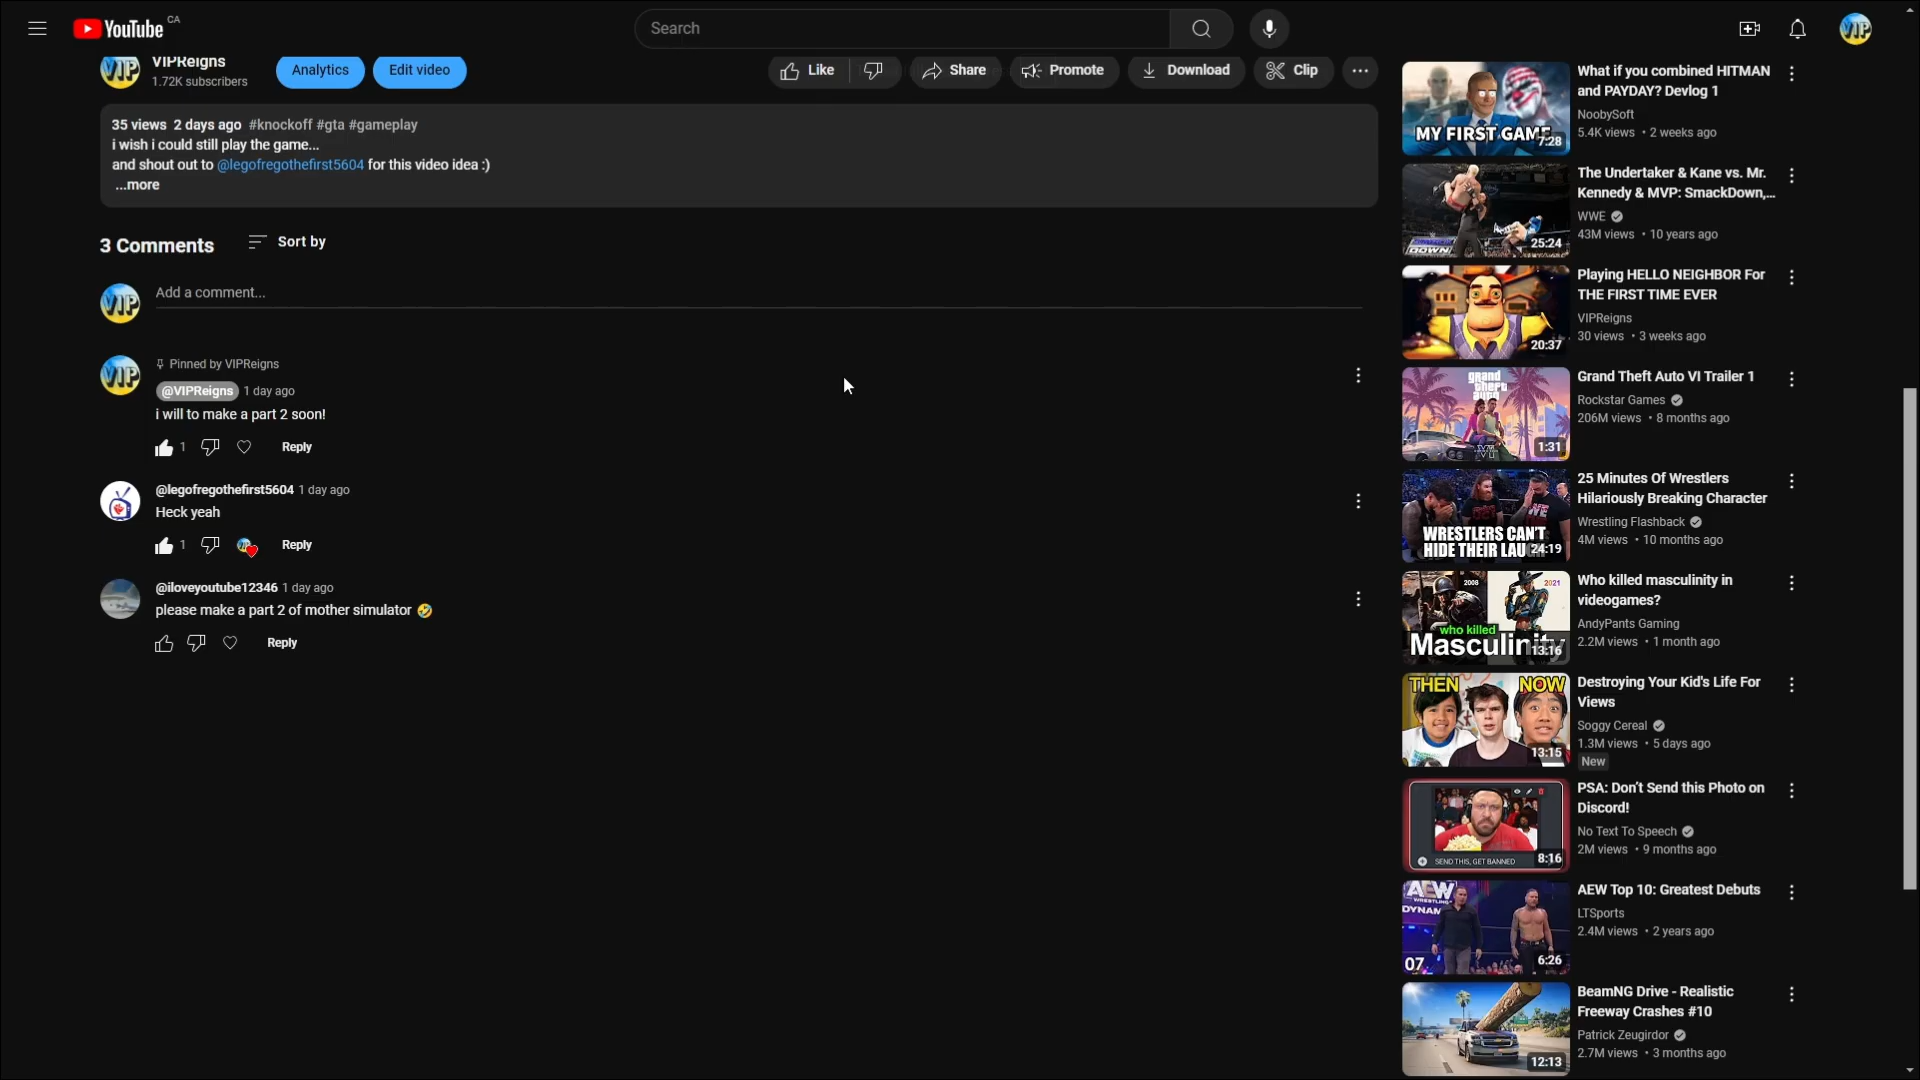 YouTube CA
Search
VIP
VIP
VIPReigns
1.72K subscribers
Analytics
Edit video
Like
Share
Promote
Download
Clip
35 views 2 days ago #knockoff #gta #gameplay
i wish i could still play the game...
and shout out to @legofregothefirst5604 for this video idea :)
...more
3 Comments
Sort by
VIP
Add a comment...
VIP
Pinned by VIPReigns
@VIPReigns 1 day ago
i will to make a part 2 soon!
1
Reply
@legofregothefirst5604 1 day ago
Heck yeah
1
Reply
@iloveyoutube12346 1 day ago
please make a part 2 of mother simulator 🤣
Reply
MY FIRST GAME
7:28
What if you combined HITMAN
and PAYDAY? Devlog 1
NoobySoft
5.4K views • 2 weeks ago
25:24
The Undertaker & Kane vs. Mr.
Kennedy & MVP: SmackDown,...
WWE
43M views • 10 years ago
20:37
Playing HELLO NEIGHBOR For
THE FIRST TIME EVER
VIPReigns
30 views • 3 weeks ago
grand
theft
auto
VI
1:31
Grand Theft Auto VI Trailer 1
Rockstar Games
206M views • 8 months ago
WRESTLERS CAN'T
HIDE THEIR LAU
24:19
25 Minutes Of Wrestlers
Hilariously Breaking Character
Wrestling Flashback
4M views • 10 months ago
2008
2021
who killed
Masculinity
13:16
Who killed masculinity in
videogames?
AndyPants Gaming
2.2M views • 1 month ago
THEN
NOW
13:15
Destroying Your Kid's Life For
Views
Soggy Cereal
1.3M views • 5 days ago
New
SEND THIS, GET BANNED
8:16
PSA: Don't Send this Photo on
Discord!
No Text To Speech
2M views • 9 months ago
AEW
WRESTLING
DYNAM
07
6:26
AEW Top 10: Greatest Debuts
LTSports
2.4M views • 2 years ago
12:13
BeamNG Drive - Realistic
Freeway Crashes #10
Patrick Zeugirdor
2.7M views • 3 months ago